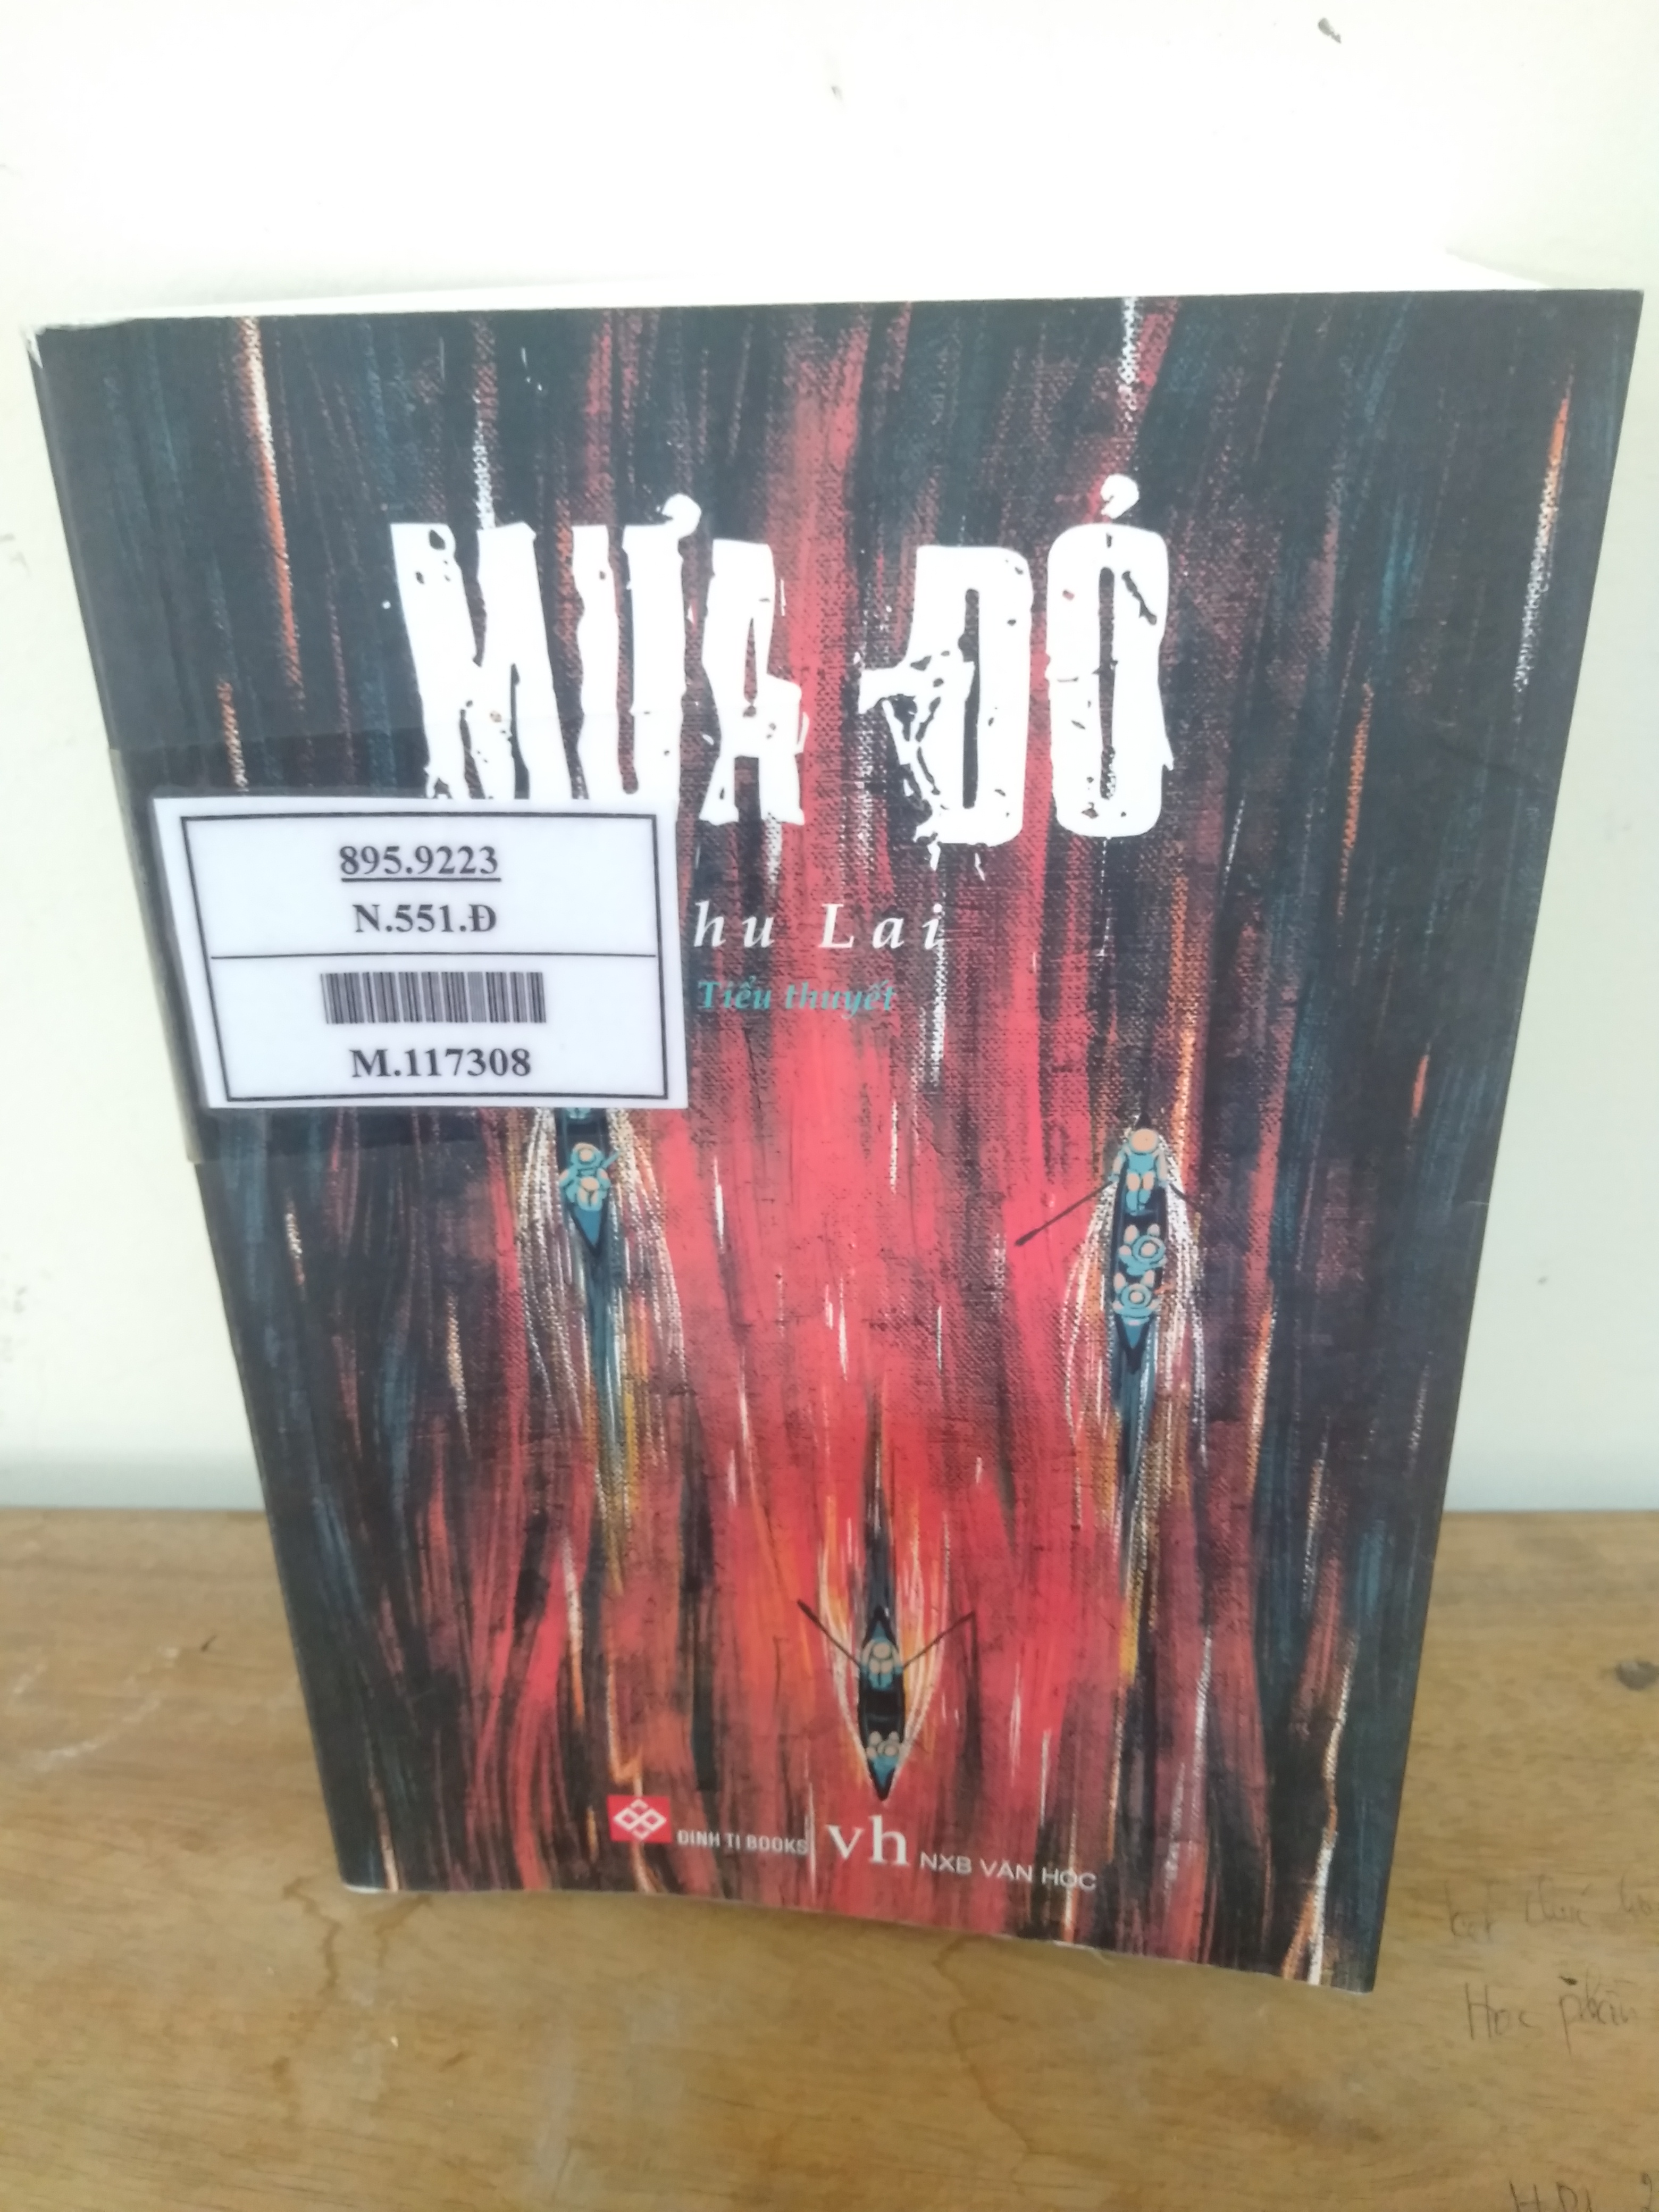 MƯA ĐỎ
895.9223
N.551.Đ
M.117308
hu Lai
Tiểu thuyết
ĐINH TỊ BOOKS
vh NXB VĂN HỌC
Học phần